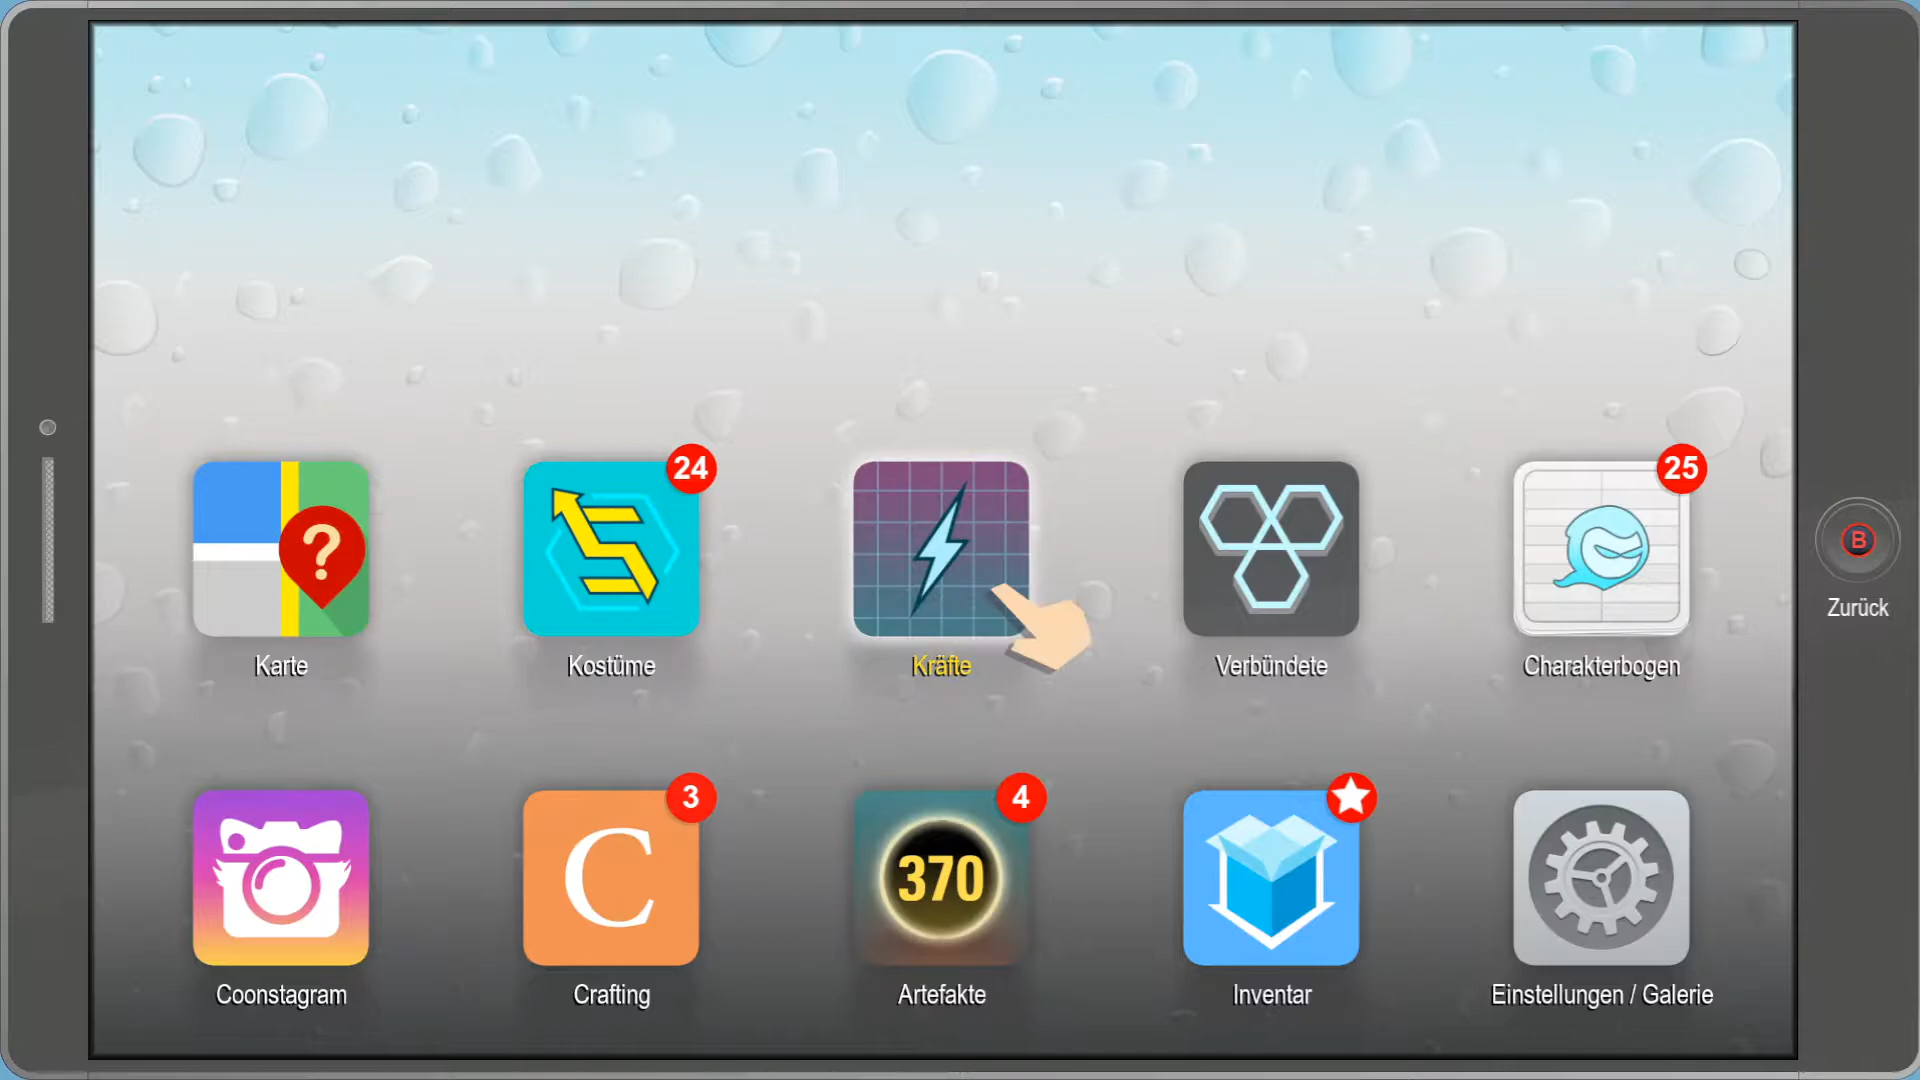 24
25
?
B
Zurück
Karte
Kostüme
Kräfte
Verbündete
Charakterbogen
3
4
C
370
Coonstagram
Crafting
Artefakte
Inventar
Einstellungen / Galerie